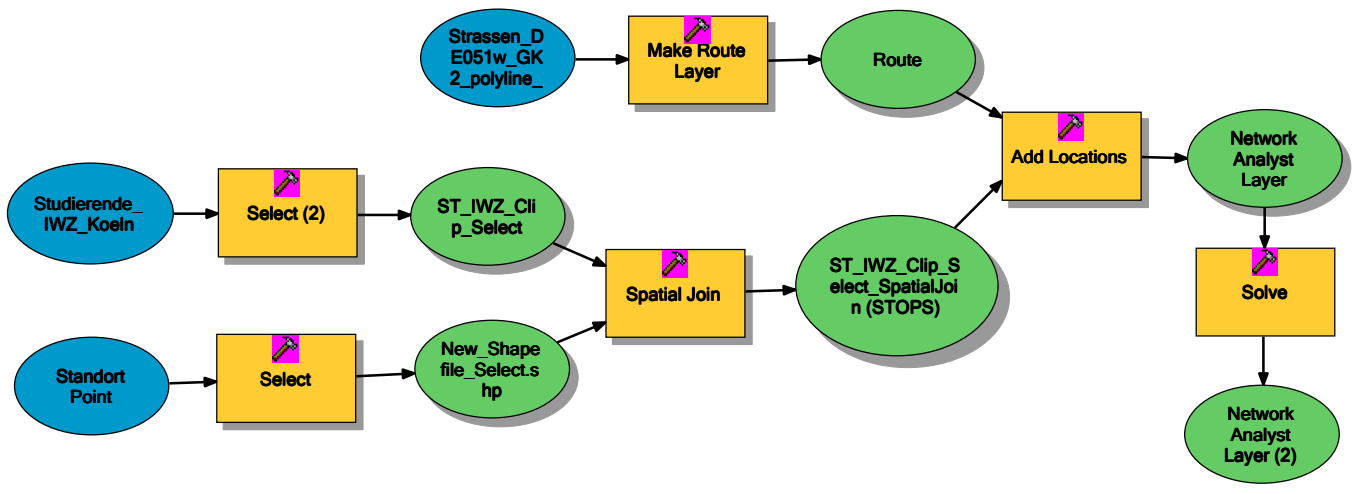 Strassen_D
E051w_GK
2_polyline_
Make Route
Layer
Route
Add Locations
Network
Analyst
Layer
Studierende_
IWZ_Koeln
Select (2)
ST_IWZ_Cli
p_Select
Spatial Join
ST_IWZ_Clip_S
elect_SpatialJoi
n (STOPS)
Solve
Standort
Point
Select
New_Shape
file_Select.s
hp
Network
Analyst
Layer (2)